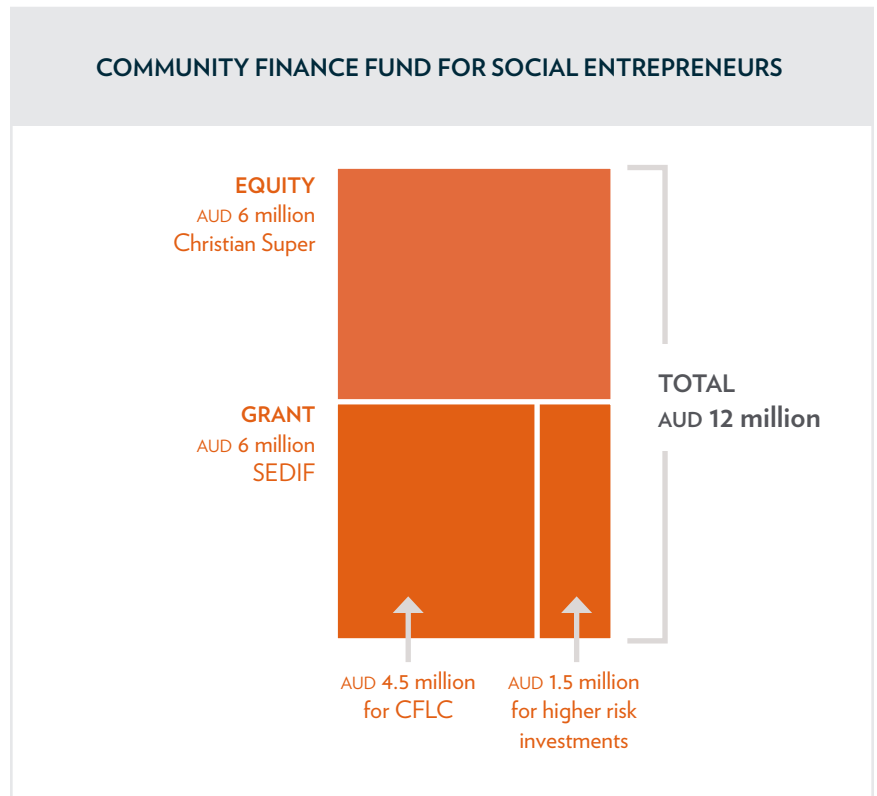 COMMUNITY FINANCE FUND FOR SOCIAL ENTREPRENEURS
EQUITY
AUD 6 million
Christian Super
GRANT
AUD 6 million
SEDIF
TOTAL
AUD 12 million
AUD 4.5 million
for CFLC
AUD 1.5 million
for higher risk
investments